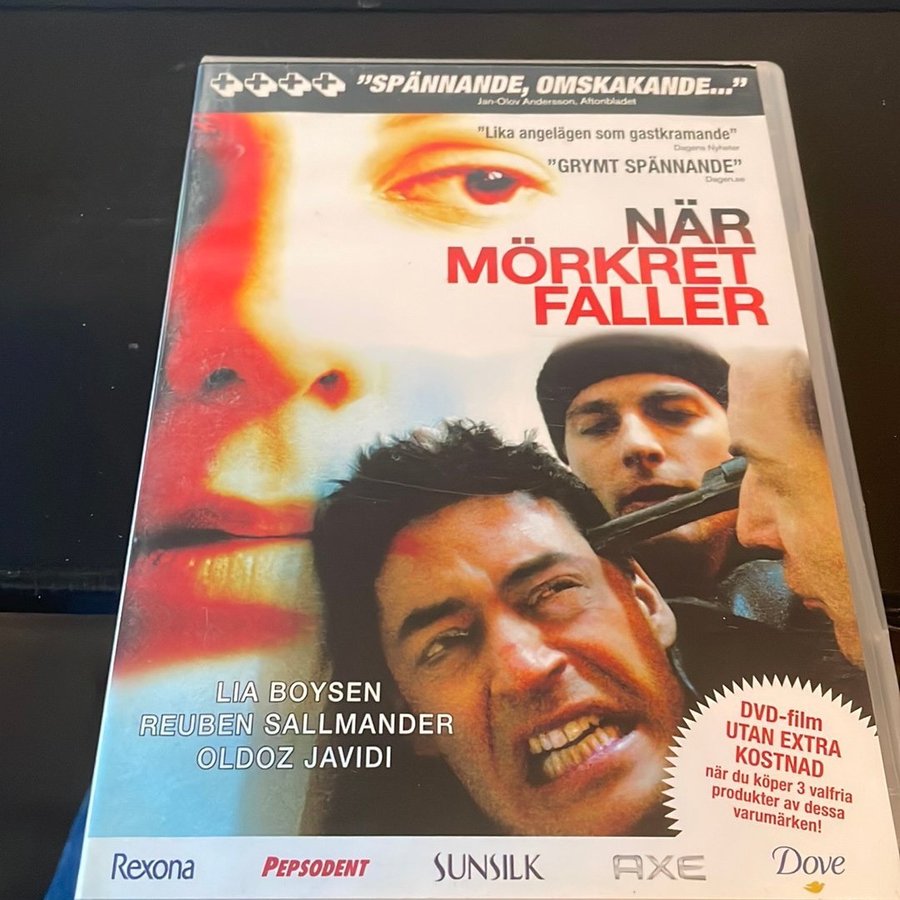 "SPÄNNANDE, OMSKAKANDE..."
Jan-Olov Andersson, Aftonbladet
"Lika angelägen som gastkramande"
Dagens Nyheter
"GRYMT SPÄNNANDE"
Dagen.se
NÄR
MÖRKRET
FALLER
LIA BOYSEN
REUBEN SALLMANDER
OLDOZ JAVIDI
DVD-film
UTAN EXTRA
KOSTNAD
när du köper 3 valfria
produkter av dessa
varumärken!
Rexona PEPSODENT SUNSILK AXE Dove